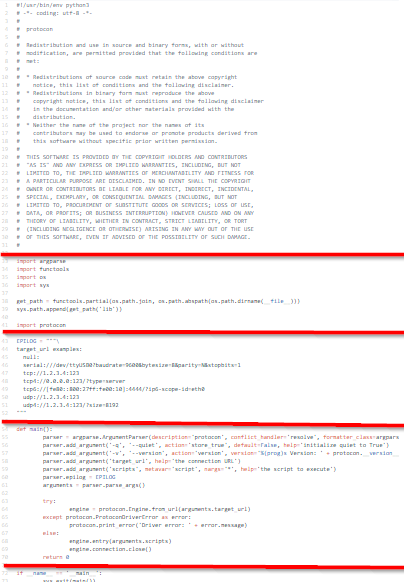 #!/usr/bin/env python3
# -*- coding: utf-8 -*-
#
# protocon
#
# Redistribution and use in source and binary forms, with or without
# modification, are permitted provided that the following conditions are
# met:
#
# * Redistributions of source code must retain the above copyright
#   notice, this list of conditions and the following disclaimer.
# * Redistributions in binary form must reproduce the above
#   copyright notice, this list of conditions and the following disclaimer
#   in the documentation and/or other materials provided with the
#   distribution.
# * Neither the name of the project nor the names of its
#   contributors may be used to endorse or promote products derived from
#   this software without specific prior written permission.
#
# THIS SOFTWARE IS PROVIDED BY THE COPYRIGHT HOLDERS AND CONTRIBUTORS
# "AS IS" AND ANY EXPRESS OR IMPLIED WARRANTIES, INCLUDING, BUT NOT
# LIMITED TO, THE IMPLIED WARRANTIES OF MERCHANTABILITY AND FITNESS FOR
# A PARTICULAR PURPOSE ARE DISCLAIMED. IN NO EVENT SHALL THE COPYRIGHT
# OWNER OR CONTRIBUTORS BE LIABLE FOR ANY DIRECT, INDIRECT, INCIDENTAL,
# SPECIAL, EXEMPLARY, OR CONSEQUENTIAL DAMAGES (INCLUDING, BUT NOT
# LIMITED TO, PROCUREMENT OF SUBSTITUTE GOODS OR SERVICES; LOSS OF USE,
# DATA, OR PROFITS; OR BUSINESS INTERRUPTION) HOWEVER CAUSED AND ON ANY
# THEORY OF LIABILITY, WHETHER IN CONTRACT, STRICT LIABILITY, OR TORT
# (INCLUDING NEGLIGENCE OR OTHERWISE) ARISING IN ANY WAY OUT OF THE USE
# OF THIS SOFTWARE, EVEN IF ADVISED OF THE POSSIBILITY OF SUCH DAMAGE.
#
import argparse
import functools
import os
import sys
get_path = functools.partial(os.path.join, os.path.abspath(os.path.dirname(__file__)))
sys.path.append(get_path('lib'))
import protocon
EPILOG = """\
target uri examples:
  null:
  serial:///dev/ttyUSB0?baudrate=9600&bytesize=8&parity=N&stopbits=1
  tcp://1.2.3.4:123
  tcp4://0.0.0.0:123/?type=server
  tcp6://[fe80::800:27ff:fe00:10]:4444/?ip6-scope-id=eth0
  udp://1.2.3.4:123
  udp4://1.2.3.4:123/?size=8192
"""
def main():
    parser = argparse.ArgumentParser(description='protocon', conflict_handler='resolve', formatter_class=argpars
    parser.add_argument('-q', '--quiet', action='store_true', default=False, help='initialize quiet to True')
    parser.add_argument('-v', '--version', action='version', version='%(prog)s Version: ' + protocon.__version__
    parser.add_argument('target_uri', help='the connection URL')
    parser.add_argument('scripts', metavar='script', nargs='*', help='the script to execute')
    parser.epilog = EPILOG
    arguments = parser.parse_args()
    try:
        engine = protocon.Engine.from_uri(arguments.target_uri)
    except protocon.ProtoconDriverError as error:
        protocon.print_error('Driver error: ' + error.message)
    else:
        engine.entry(arguments.scripts)
        engine.connection.close()
    return 0
if __name__ == '__main__':
    sys.exit(main())